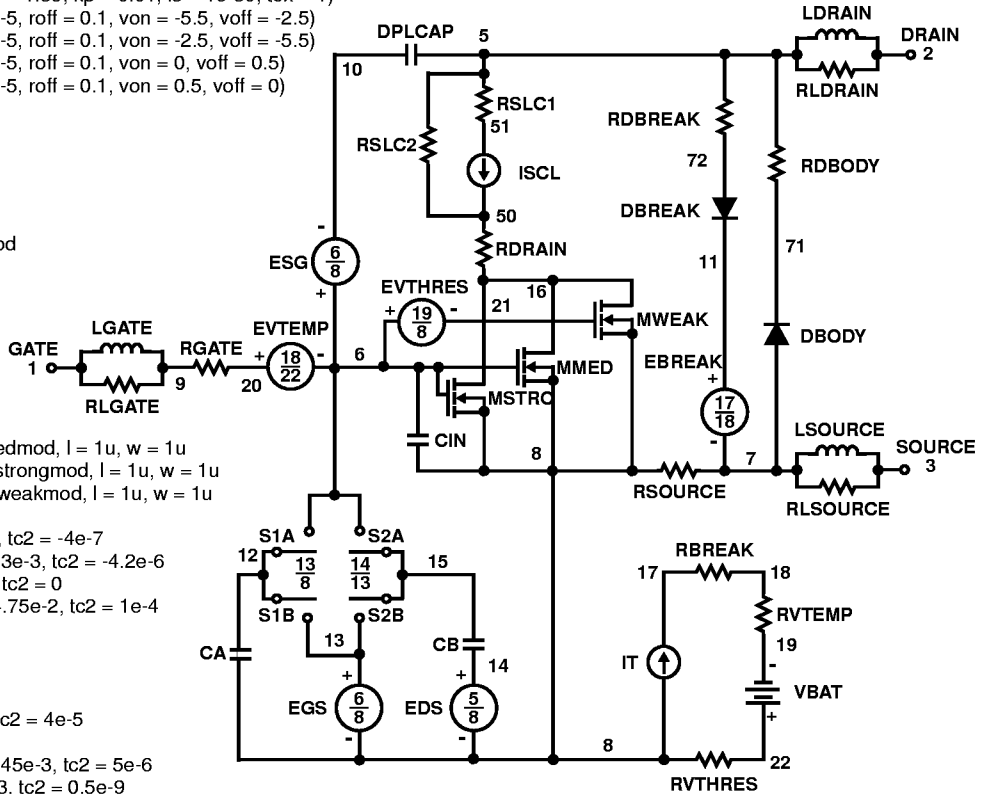 -5, roff = 0.1, von = -5.5, voff = -2.5)
-5, roff = 0.1, von = -2.5, voff = -5.5)
-5, roff = 0.1, von = 0, voff = 0.5)
-5, roff = 0.1, von = 0.5, voff = 0)
LDRAIN
DPLCAP 5 DRAIN
2
10
RLDRAIN
RSLC1
51
RDBREAK
RSLC2
72
RDBODY
ISCL
DBREAK
50
od
- RDRAIN 71
ESG 6/8 11
+ EVTHRES 16
+ 19/8 - 21
LGATE EVTEMP MWEAK DBODY
GATE RGATE + 18/22 - 6 EBREAK
1 9 20 MMED +
RLGATE MSTRO 17/18
-
CIN LSOURCE
8 7 SOURCE
3
RSOURCE
RLSOURCE
edmod, l = 1u, w = 1u
strongmod, l = 1u, w = 1u
weakmod, l = 1u, w = 1u
, tc2 = -4e-7
3e-3, tc2 = -4.2e-6
tc2 = 0
.75e-2, tc2 = 1e-4
S1A S2A
12 13/8 14/13 15
S1B S2B
13
RBREAK
17 18
RVTEMP
CA CB 19
14 IT -
+ + VBAT
EGS 6/8 EDS 5/8 +
- -
8 22
RVTHRES
c2 = 4e-5
45e-3, tc2 = 5e-6
3, tc2 = 0.5e-9